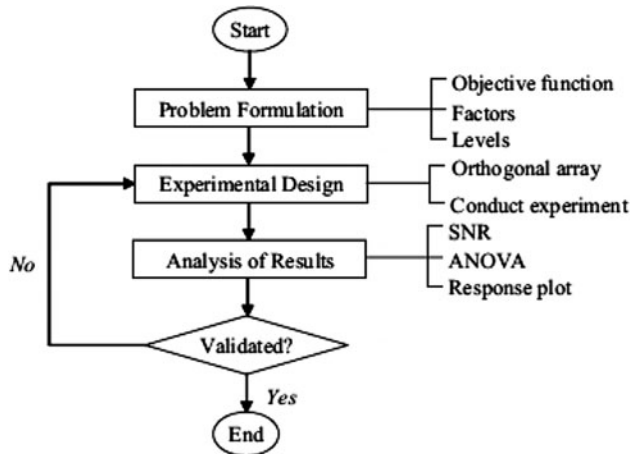 Start
Problem Formulation
Objective function
Factors
Levels
Experimental Design
Orthogonal array
Conduct experiment
Analysis of Results
SNR
ANOVA
Response plot
No
Validated?
Yes
End